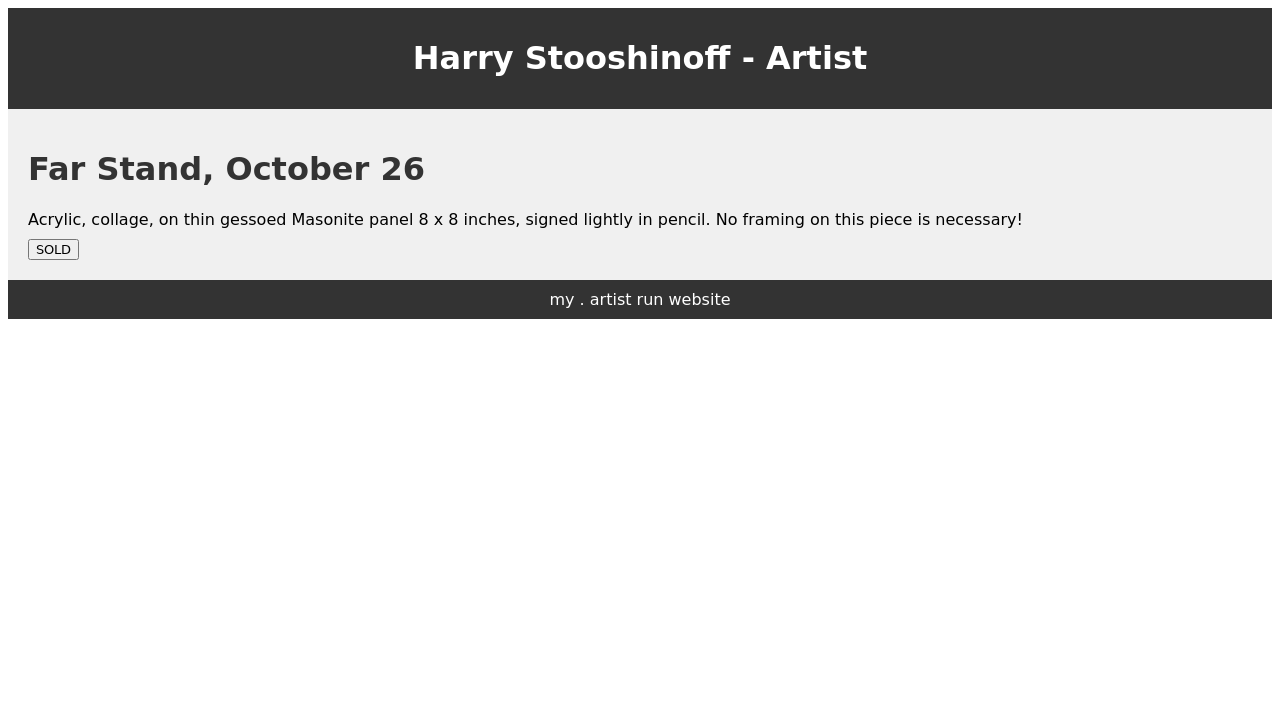 Harry Stooshinoff - Artist
Far Stand, October 26
Acrylic, collage, on thin gessoed Masonite panel 8 x 8 inches, signed lightly in pencil. No framing on this piece is necessary!
SOLD
my . artist run website